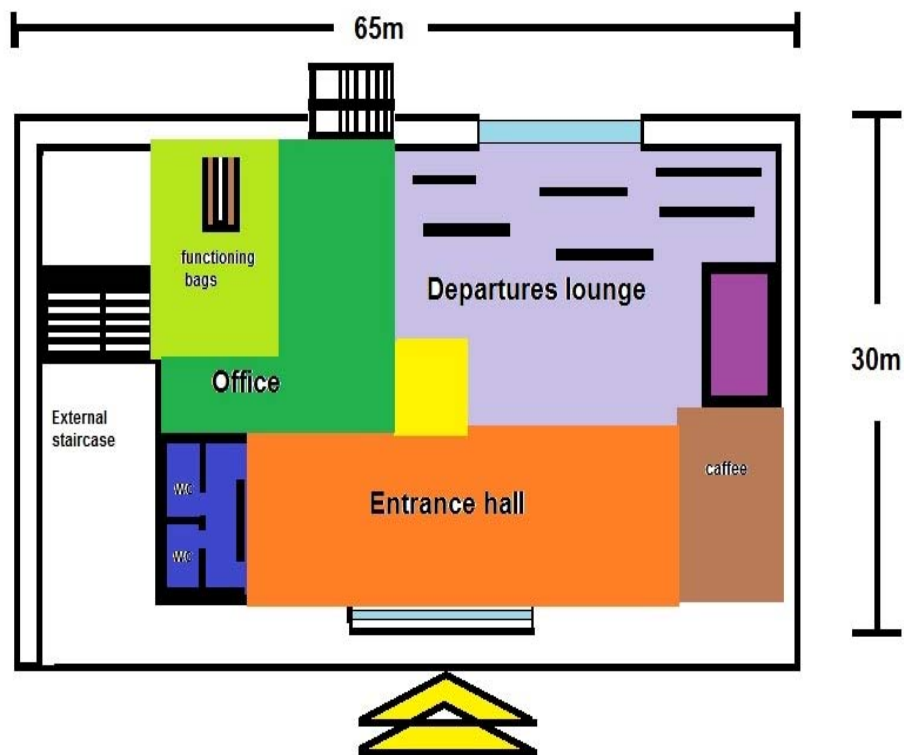 65m
functioning
bags
Departures lounge
30m
Office
External
staircase
caffee
WC
Entrance hall
WC